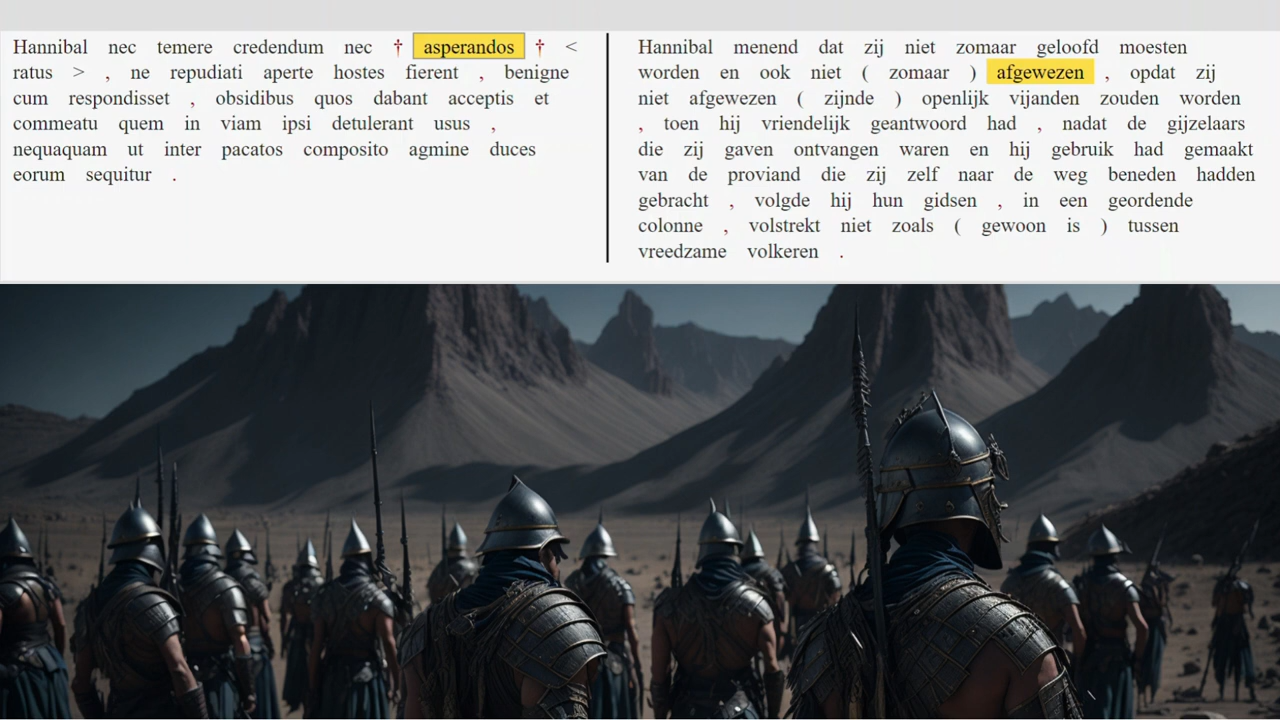 Hannibal nec temere credendum nec † asperandos † <
ratus > , ne repudiati aperte hostes fierent , benigne
cum respondisset , obsidibus quos dabant acceptis et
commeatu quem in viam ipsi detulerant usus ,
nequaquam ut inter pacatos composito agmine duces
eorum sequitur .
Hannibal menend dat zij niet zomaar geloofd moesten
worden en ook niet ( zomaar ) afgewezen , opdat zij
niet afgewezen ( zijnde ) openlijk vijanden zouden worden
, toen hij vriendelijk geantwoord had , nadat de gijzelaars
die zij gaven ontvangen waren en hij gebruik had gemaakt
van de proviand die zij zelf naar de weg beneden hadden
gebracht , volgde hij hun gidsen , in een geordende
colonne , volstrekt niet zoals ( gewoon is ) tussen
vreedzame volkeren .